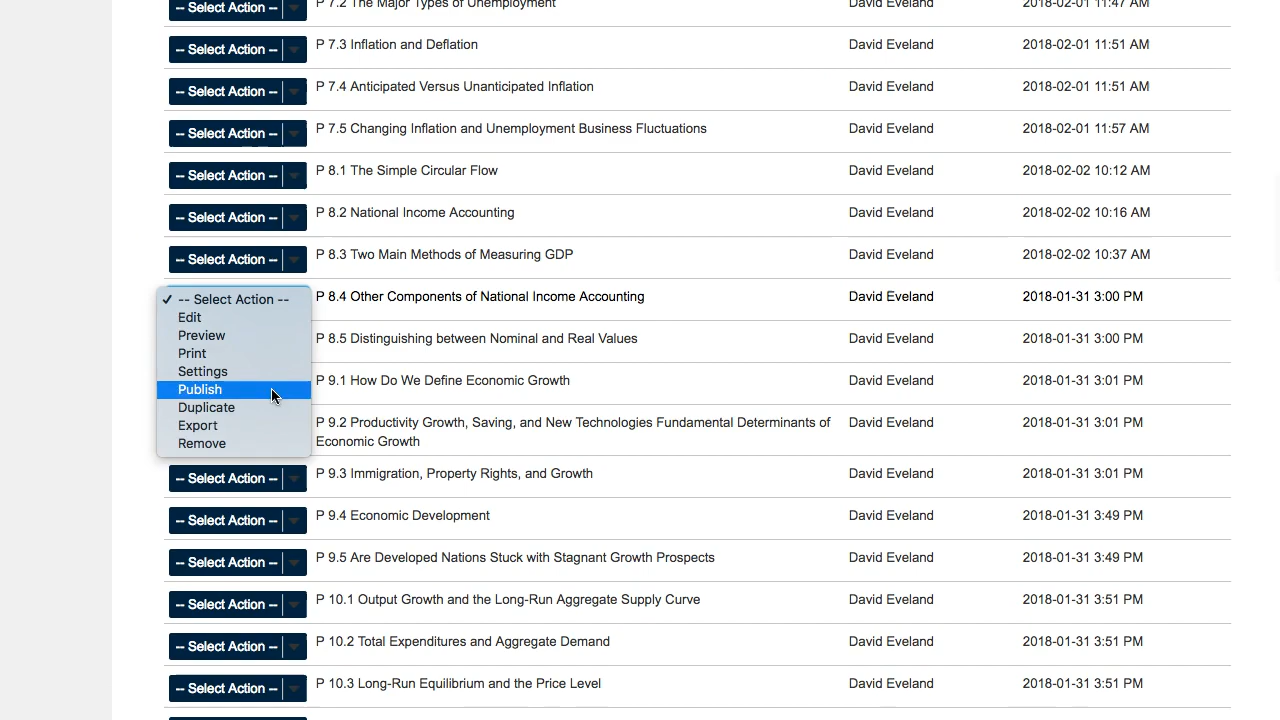 -- Select Action -- P 7.2 The Major Types of Unemployment David Eveland 2018-02-01 11:47 AM
-- Select Action -- P 7.3 Inflation and Deflation David Eveland 2018-02-01 11:51 AM
-- Select Action -- P 7.4 Anticipated Versus Unanticipated Inflation David Eveland 2018-02-01 11:51 AM
-- Select Action -- P 7.5 Changing Inflation and Unemployment Business Fluctuations David Eveland 2018-02-01 11:57 AM
-- Select Action -- P 8.1 The Simple Circular Flow David Eveland 2018-02-02 10:12 AM
-- Select Action -- P 8.2 National Income Accounting David Eveland 2018-02-02 10:16 AM
-- Select Action -- P 8.3 Two Main Methods of Measuring GDP David Eveland 2018-02-02 10:37 AM
✓ -- Select Action -- P 8.4 Other Components of National Income Accounting David Eveland 2018-01-31 3:00 PM
Edit
Preview P 8.5 Distinguishing between Nominal and Real Values David Eveland 2018-01-31 3:00 PM
Print
Settings
Publish P 9.1 How Do We Define Economic Growth David Eveland 2018-01-31 3:01 PM
Duplicate
Export P 9.2 Productivity Growth, Saving, and New Technologies Fundamental Determinants of David Eveland 2018-01-31 3:01 PM
Remove Economic Growth
-- Select Action -- P 9.3 Immigration, Property Rights, and Growth David Eveland 2018-01-31 3:01 PM
-- Select Action -- P 9.4 Economic Development David Eveland 2018-01-31 3:49 PM
-- Select Action -- P 9.5 Are Developed Nations Stuck with Stagnant Growth Prospects David Eveland 2018-01-31 3:49 PM
-- Select Action -- P 10.1 Output Growth and the Long-Run Aggregate Supply Curve David Eveland 2018-01-31 3:51 PM
-- Select Action -- P 10.2 Total Expenditures and Aggregate Demand David Eveland 2018-01-31 3:51 PM
-- Select Action -- P 10.3 Long-Run Equilibrium and the Price Level David Eveland 2018-01-31 3:51 PM